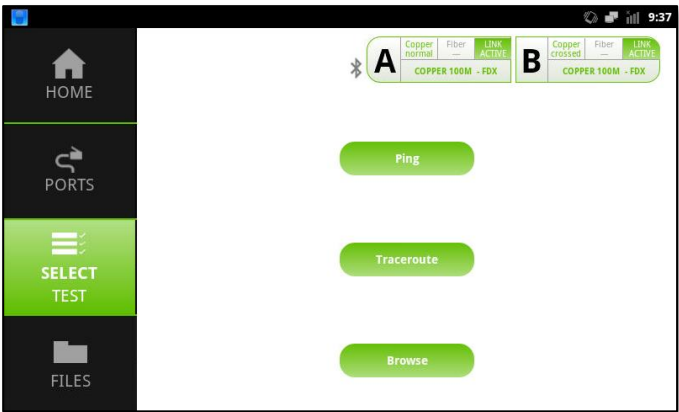 9:37
HOME
PORTS
SELECT
TEST
FILES
A
Copper
normal
Fiber
—
LINK
ACTIVE
COPPER 100M - FDX
B
Copper
crossed
Fiber
—
LINK
ACTIVE
COPPER 100M - FDX
Ping
Traceroute
Browse